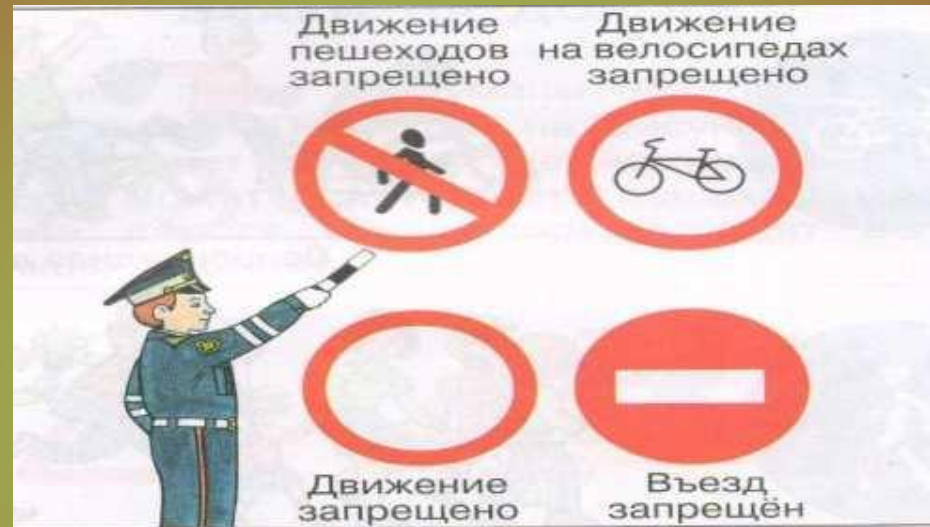 Движение
пешеходов
запрещено
Движение
на велосипедах
запрещено
Движение
запрещено
Въезд
запрещён